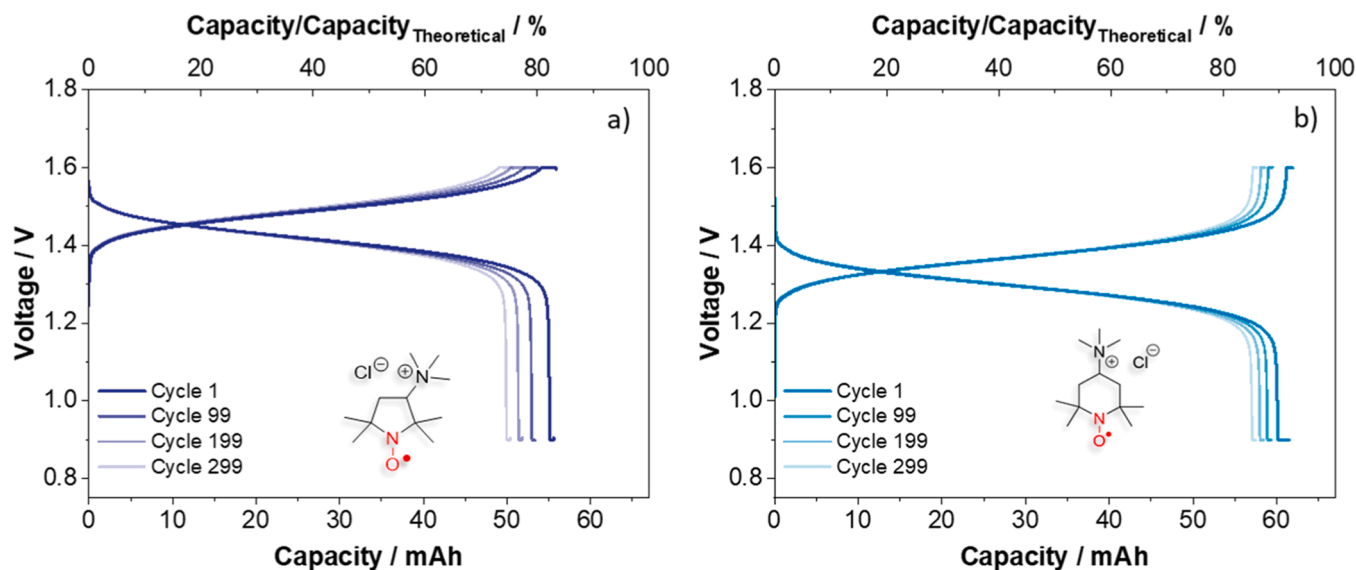 Capacity/Capacity Theoretical / %
0 20 40 60 80 100
a)
Voltage / V
1.8
1.6
1.4
1.2
1.0
0.8
Cycle 1
Cycle 99
Cycle 199
Cycle 299
Cl⊖
⊕N
N
O•
0 10 20 30 40 50 60
Capacity / mAh
Capacity/Capacity Theoretical / %
0 20 40 60 80 100
b)
Voltage / V
1.8
1.6
1.4
1.2
1.0
0.8
Cycle 1
Cycle 99
Cycle 199
Cycle 299
N⊕
Cl⊖
N
O•
0 10 20 30 40 50 60
Capacity / mAh